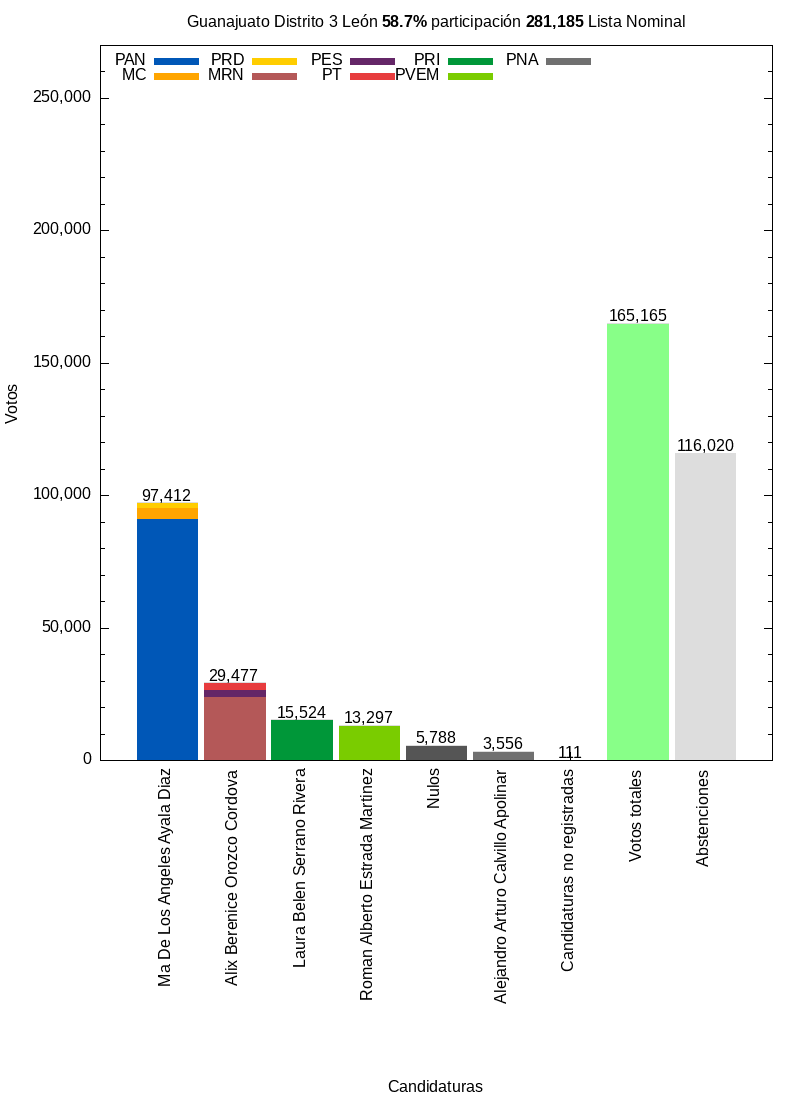 Guanajuato Distrito 3 León 58.7% participación 281,185 Lista Nominal
PAN PRD PES PRI PNA
MC MRN PT PVEM
250,000
200,000
150,000
100,000
50,000
0
Votos
97,412
29,477
15,524
13,297
5,788
3,556
111
165,165
116,020
Ma De Los Angeles Ayala Diaz
Alix Berenice Orozco Cordova
Laura Belen Serrano Rivera
Roman Alberto Estrada Martinez
Nulos
Alejandro Arturo Calvillo Apolinar
Candidaturas no registradas
Votos totales
Abstenciones
Candidaturas